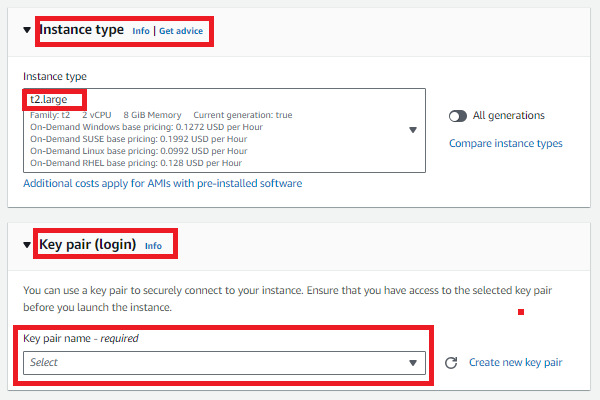 Instance type Info | Get advice
Instance type
t2.large
Family: t2 2 vCPU 8 GiB Memory Current generation: true
On-Demand Windows base pricing: 0.1272 USD per Hour
On-Demand SUSE base pricing: 0.1992 USD per Hour
On-Demand Linux base pricing: 0.0992 USD per Hour
On-Demand RHEL base pricing: 0.128 USD per Hour
All generations
Compare instance types
Additional costs apply for AMIs with pre-installed software
Key pair (login) Info
You can use a key pair to securely connect to your instance. Ensure that you have access to the selected key pair
before you launch the instance.
Key pair name - required
Select
Create new key pair